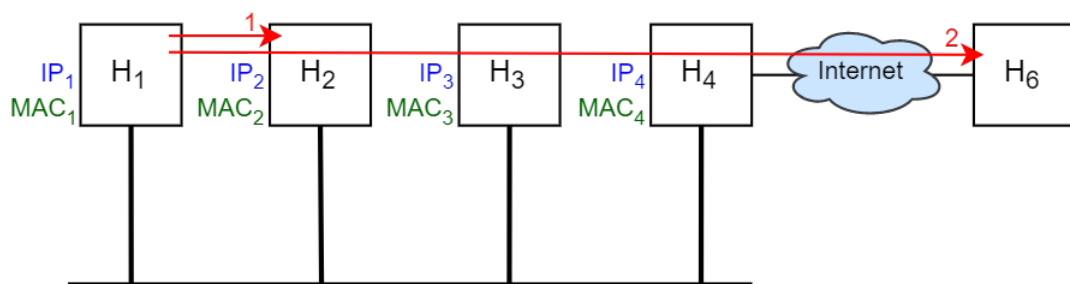 1
2
H1
H2
H3
H4
Internet
H6
IP1
IP2
IP3
IP4
MAC1
MAC2
MAC3
MAC4